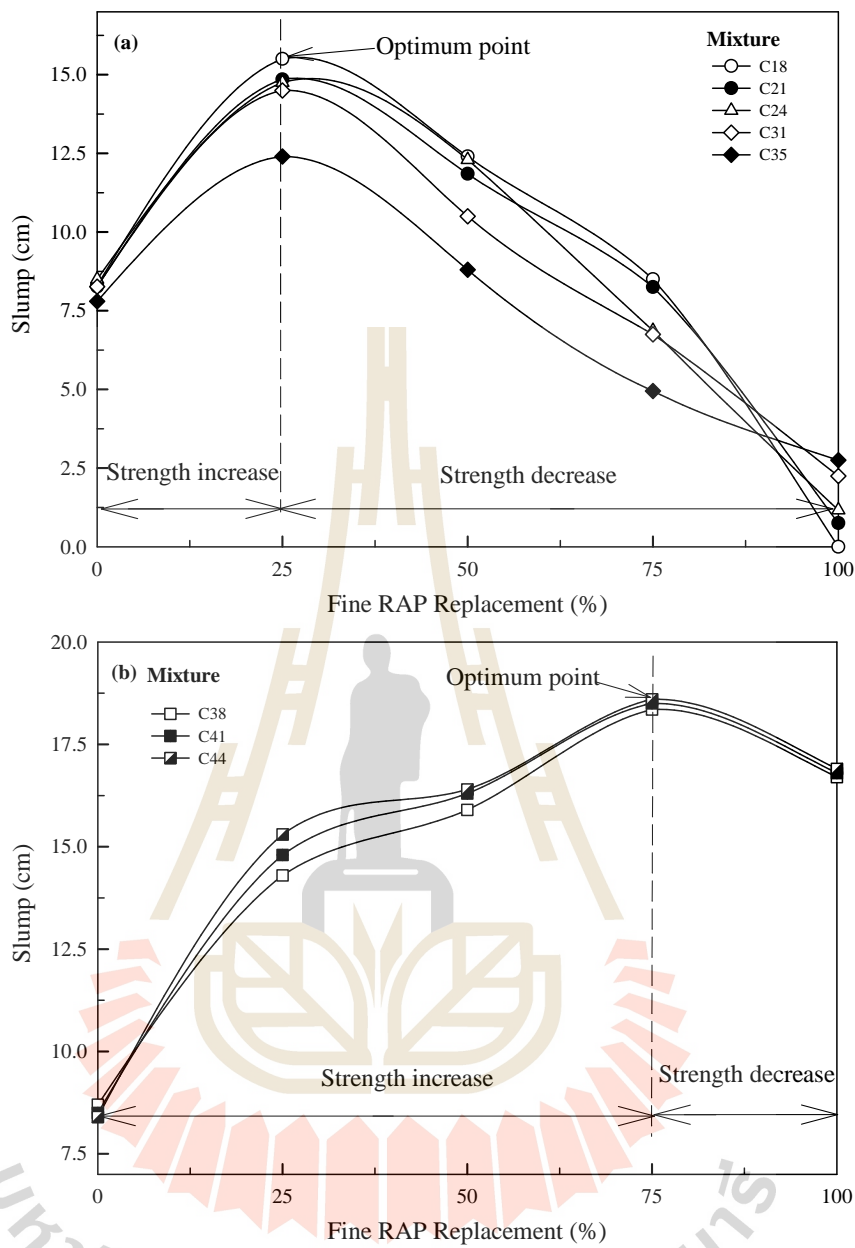 (a)
Optimum point
Mixture
C18
C21
C24
C31
C35
15.0
12.5
10.0
7.5
5.0
2.5
0.0
Slump (cm)
Strength increase
Strength decrease
0
25
50
75
100
Fine RAP Replacement (%)
(b) Mixture
C38
C41
C44
Optimum point
20.0
17.5
15.0
12.5
10.0
7.5
Slump (cm)
Strength increase
Strength decrease
0
25
50
75
100
Fine RAP Replacement (%)